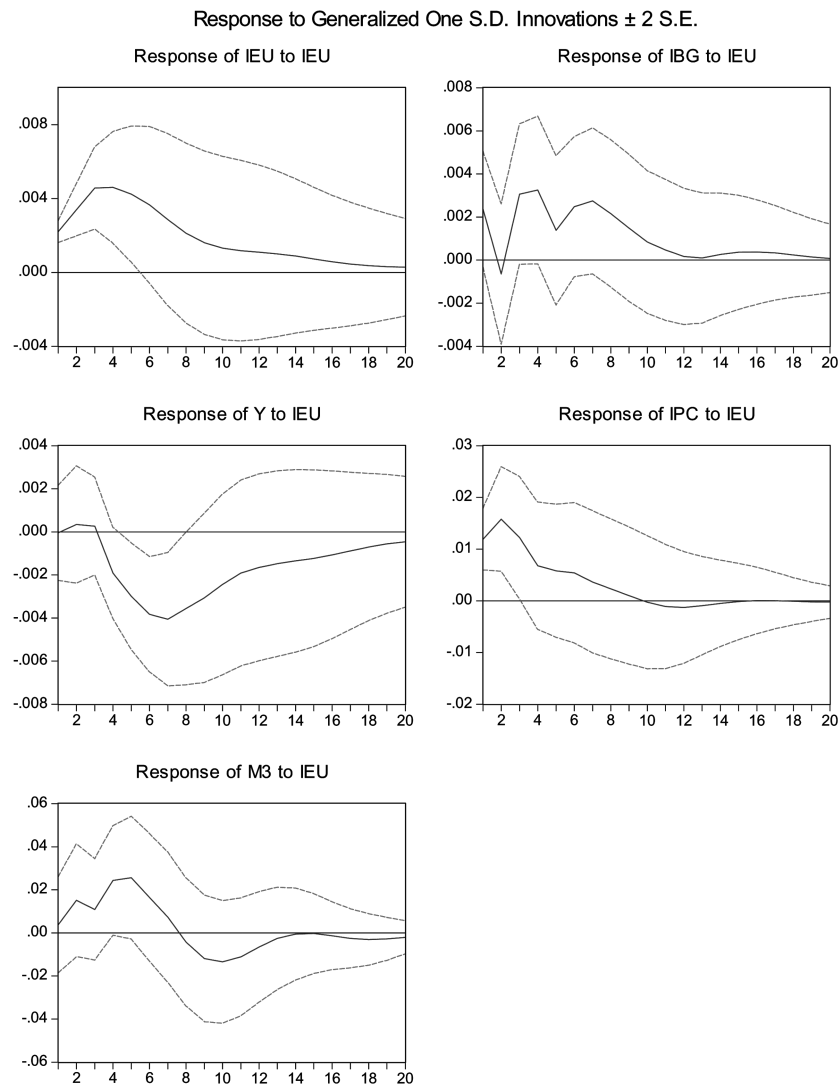 Response to Generalized One S.D. Innovations ± 2 S.E.
Response of IEU to IEU
.008
.004
.000
-.004
2 4 6 8 10 12 14 16 18 20
Response of IBG to IEU
.008
.006
.004
.002
.000
-.002
-.004
2 4 6 8 10 12 14 16 18 20
Response of Y to IEU
.004
.002
.000
-.002
-.004
-.006
-.008
2 4 6 8 10 12 14 16 18 20
Response of IPC to IEU
.03
.02
.01
.00
-.01
-.02
2 4 6 8 10 12 14 16 18 20
Response of M3 to IEU
.06
.04
.02
.00
-.02
-.04
-.06
2 4 6 8 10 12 14 16 18 20